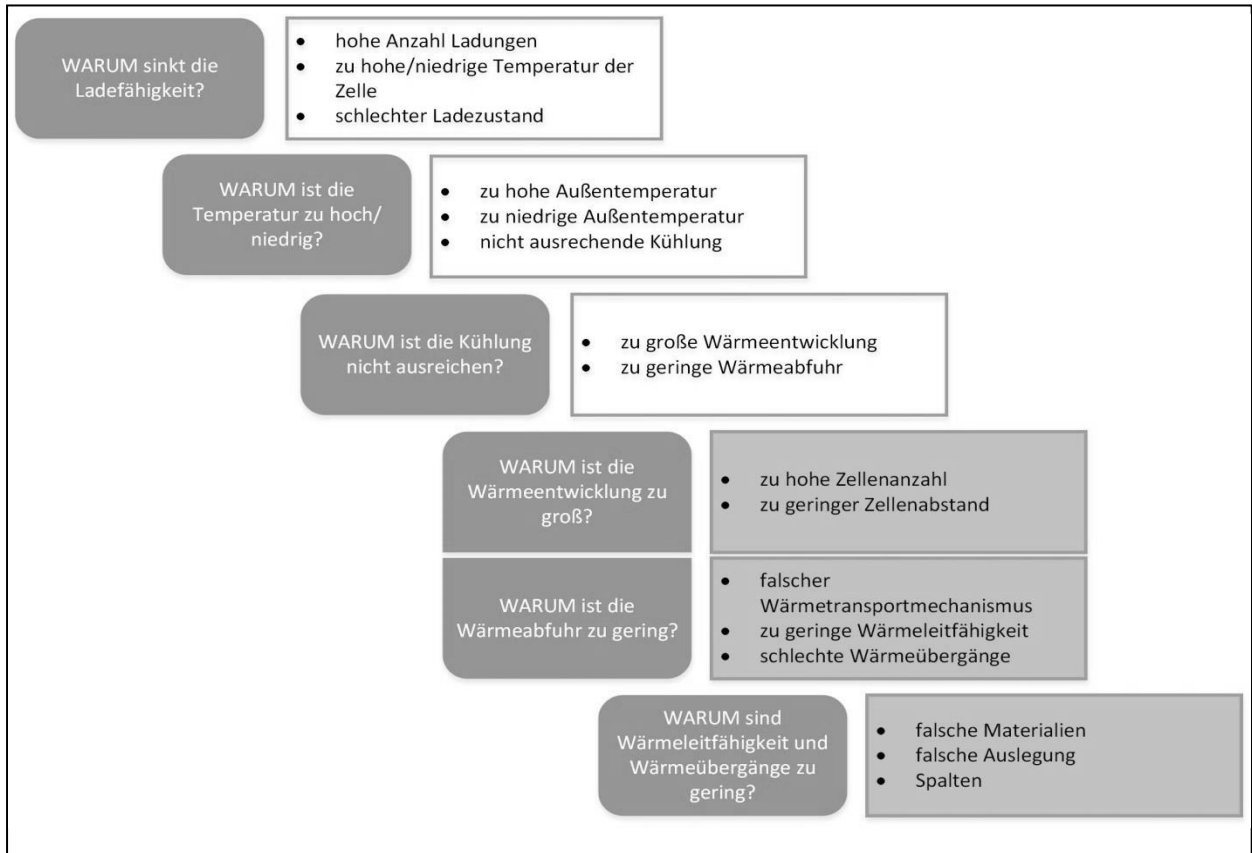 WARUM sinkt die
Ladefähigkeit?
• hohe Anzahl Ladungen
• zu hohe/niedrige Temperatur der
Zelle
• schlechter Ladezustand
WARUM ist die
Temperatur zu hoch/
niedrig?
• zu hohe Außentemperatur
• zu niedrige Außentemperatur
• nicht ausrechende Kühlung
WARUM ist die Kühlung
nicht ausreichen?
• zu große Wärmeentwicklung
• zu geringe Wärmeabfuhr
WARUM ist die
Wärmeentwicklung zu
groß?
• zu hohe Zellenanzahl
• zu geringer Zellenabstand
WARUM ist die
Wärmeabfuhr zu gering?
• falscher
Wärmetransportmechanismus
• zu geringe Wärmeleitfähigkeit
• schlechte Wärmeübergänge
WARUM sind
Wärmeleitfähigkeit und
Wärmeübergänge zu
gering?
• falsche Materialien
• falsche Auslegung
• Spalten